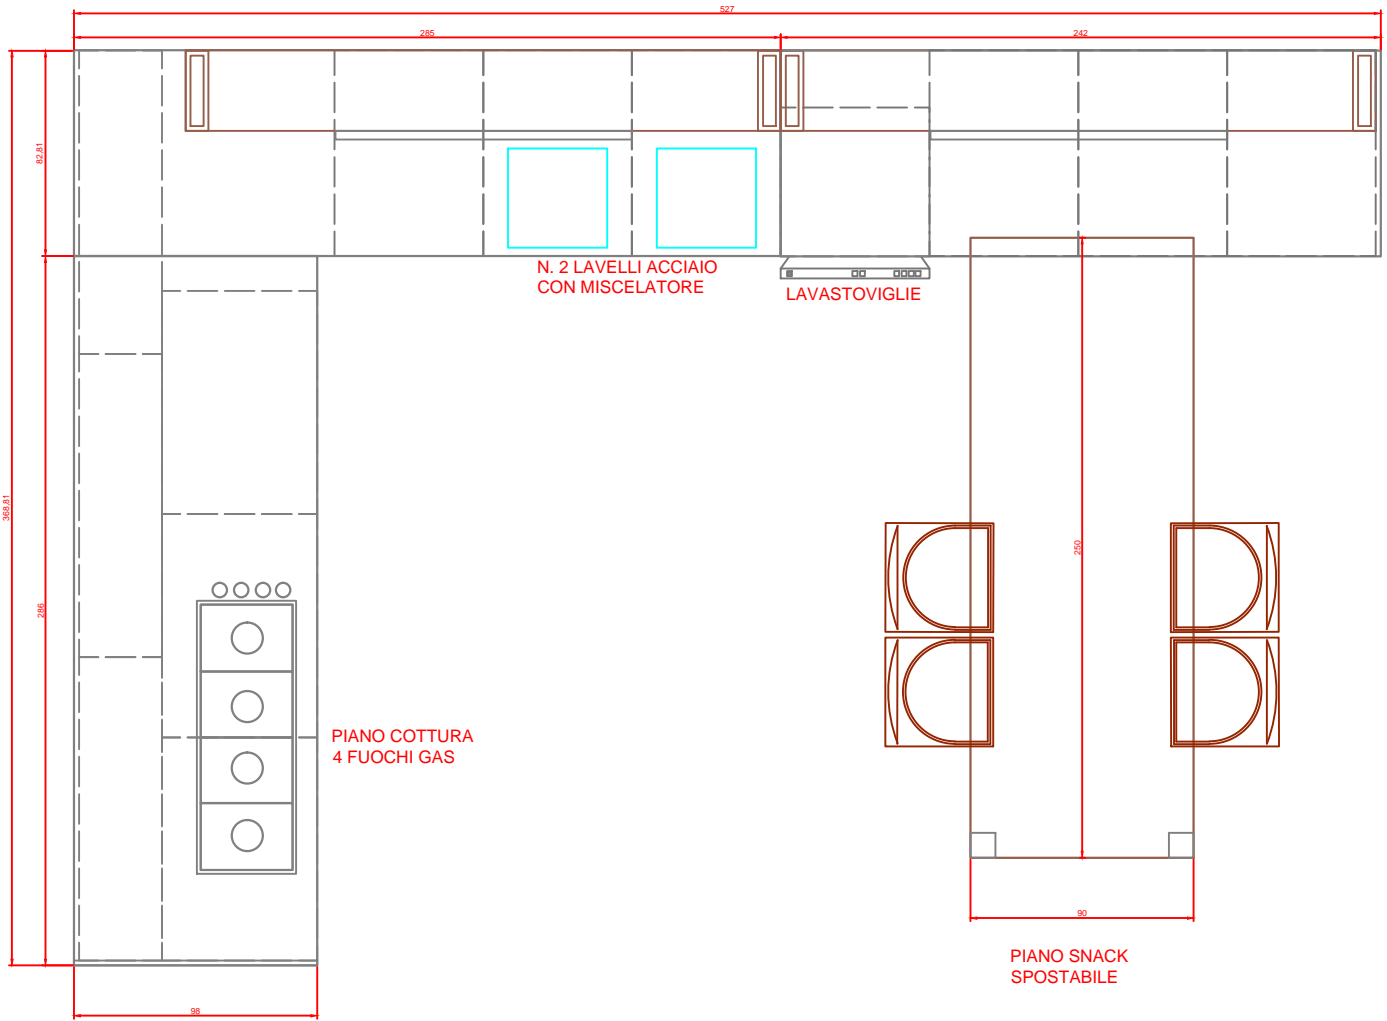 527
285
242
82,81
N. 2 LAVELLI ACCIAIO
CON MISCELATORE
LAVASTOVIGLIE
368,81
286
250
PIANO COTTURA
4 FUOCHI GAS
90
PIANO SNACK
SPOSTABILE
98